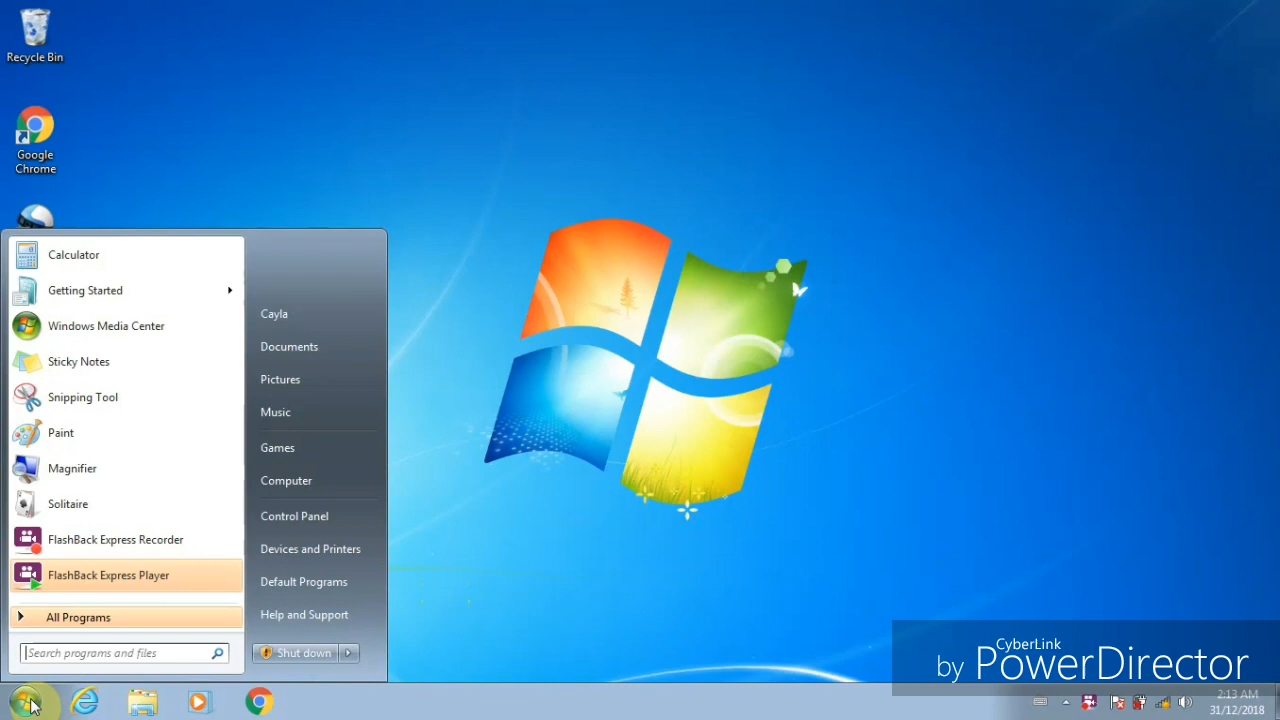 Recycle Bin
Google
Chrome
Calculator
Getting Started
Windows Media Center
Sticky Notes
Snipping Tool
Paint
Magnifier
Solitaire
FlashBack Express Recorder
FlashBack Express Player
All Programs
Search programs and files
Cayla
Documents
Pictures
Music
Games
Computer
Control Panel
Devices and Printers
Default Programs
Help and Support
Shut down
CyberLink
by PowerDirector
2:13 AM
31/12/2018